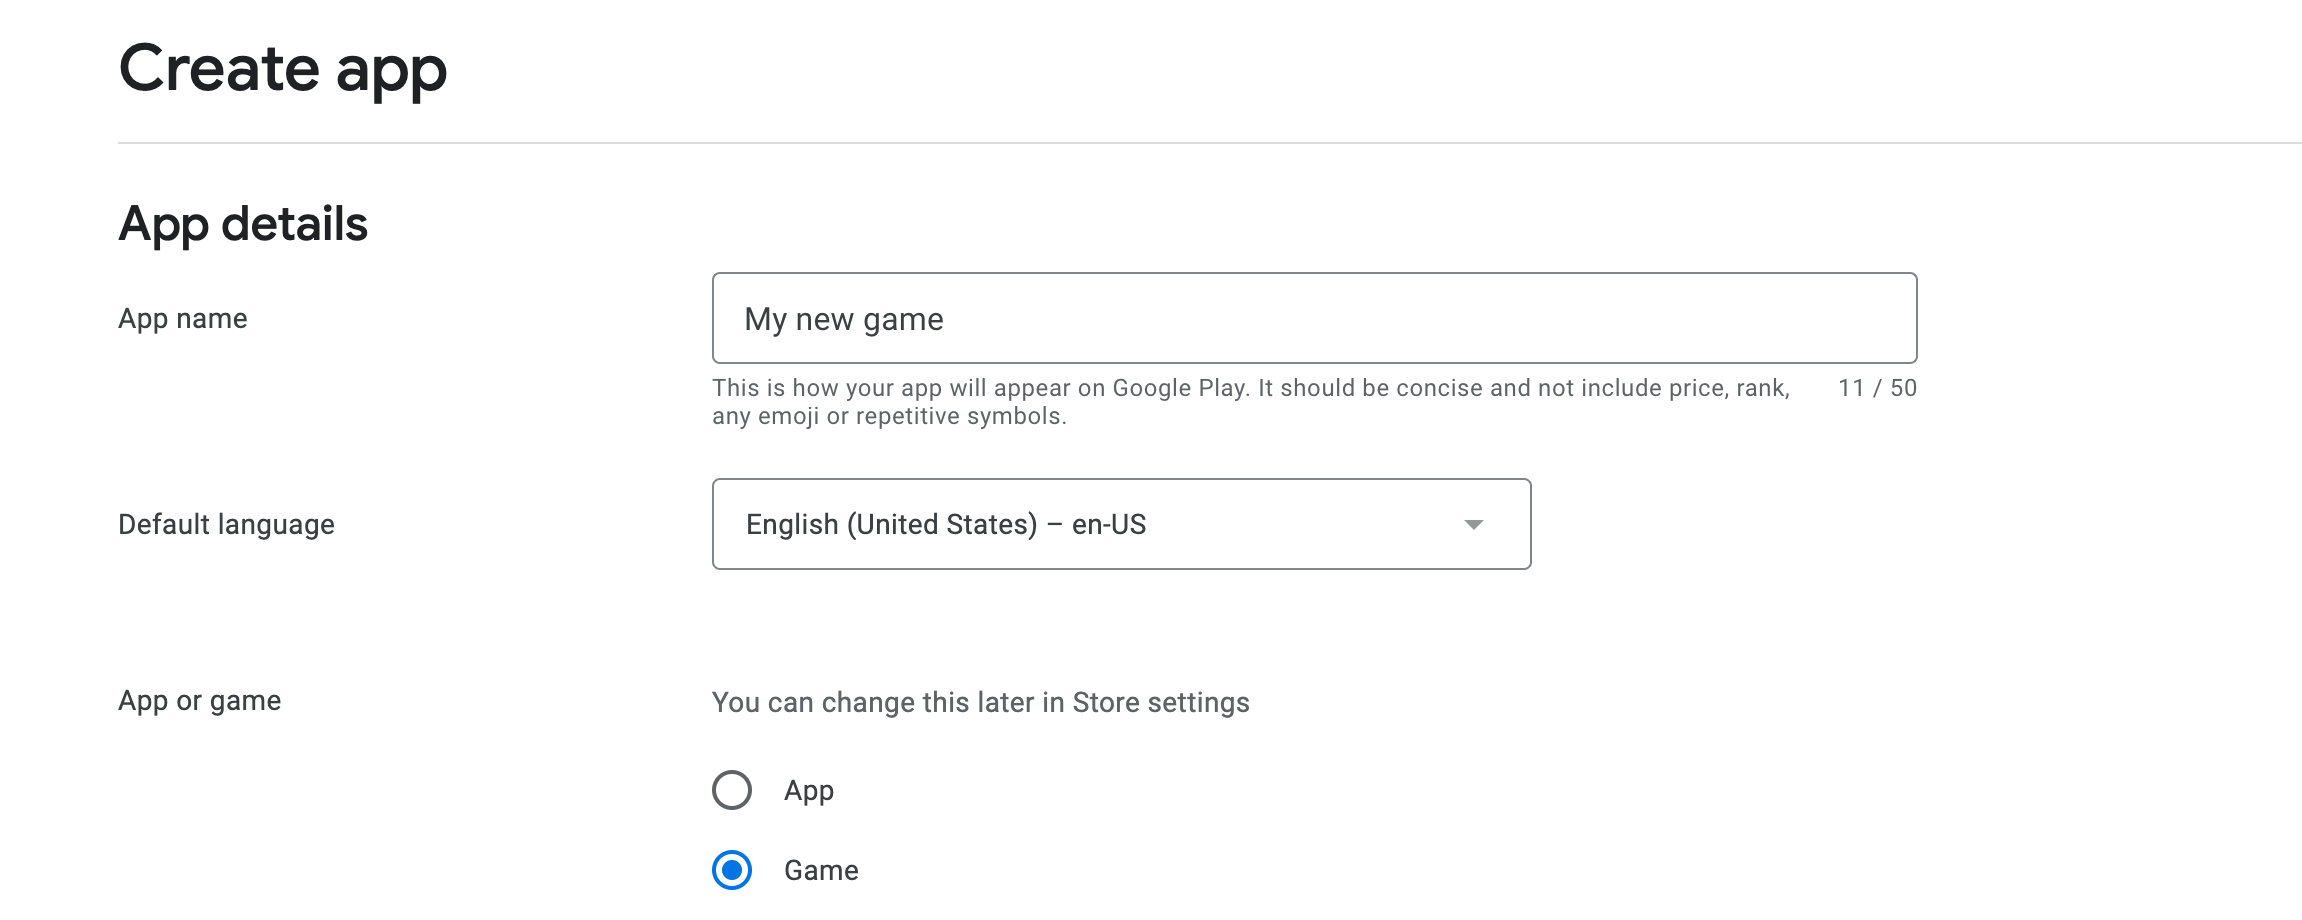 Create app
App details
App name
My new game
This is how your app will appear on Google Play. It should be concise and not include price, rank,
any emoji or repetitive symbols.
11 / 50
Default language
English (United States) – en-US
App or game
You can change this later in Store settings
App
Game